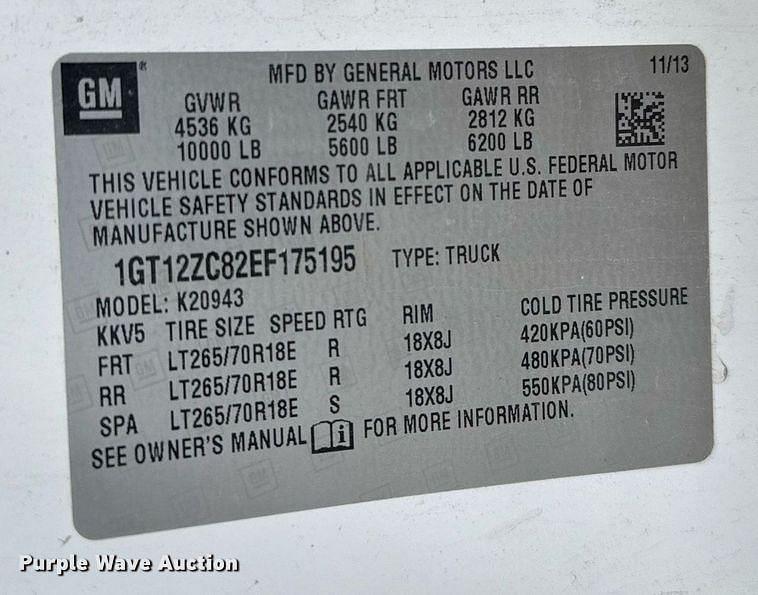 GM
MFD BY GENERAL MOTORS LLC 11/13
GVWR GAWR FRT GAWR RR
4536 KG 2540 KG 2812 KG
10000 LB 5600 LB 6200 LB
THIS VEHICLE CONFORMS TO ALL APPLICABLE U.S. FEDERAL MOTOR
VEHICLE SAFETY STANDARDS IN EFFECT ON THE DATE OF
MANUFACTURE SHOWN ABOVE.
1GT12ZC82EF175195 TYPE: TRUCK
MODEL: K20943
KKV5 TIRE SIZE SPEED RTG RIM COLD TIRE PRESSURE
FRT LT265/70R18E R 18X8J 420KPA(60PSI)
RR LT265/70R18E R 18X8J 480KPA(70PSI)
SPA LT265/70R18E S 18X8J 550KPA(80PSI)
SEE OWNER'S MANUAL i FOR MORE INFORMATION.
Purple Wave Auction